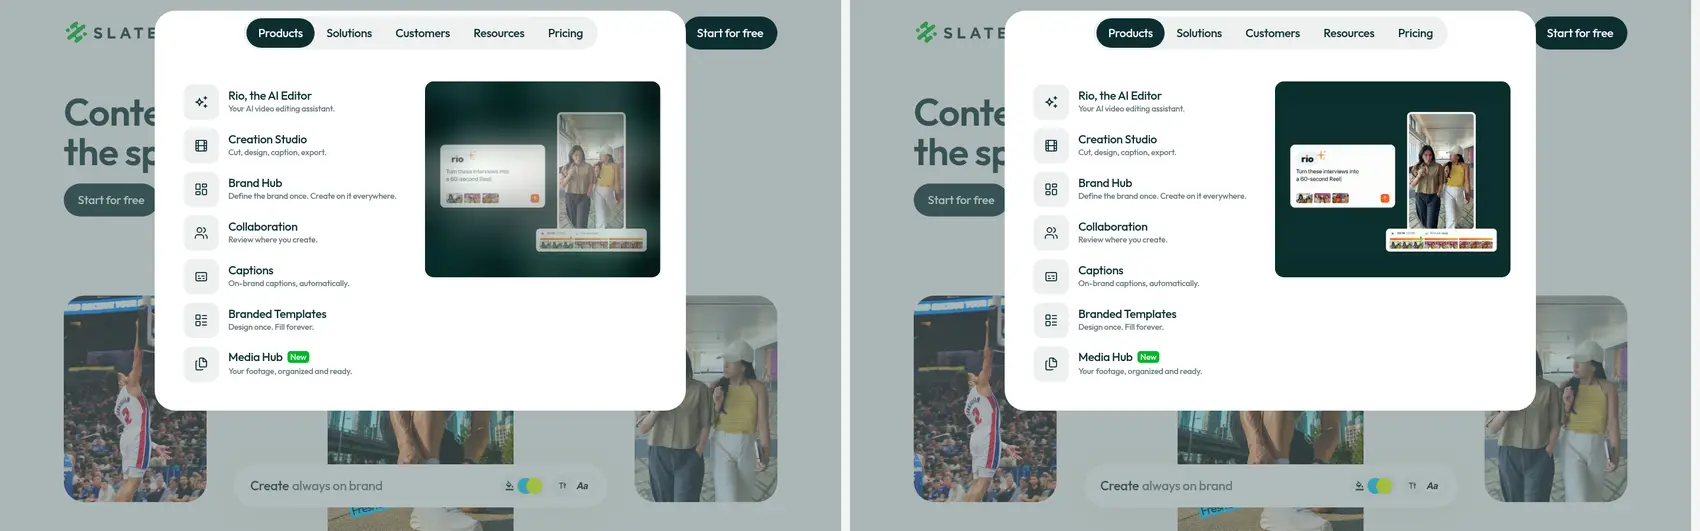 SLATE
Products
Solutions
Customers
Resources
Pricing
Start for free
Conte
the sp
Start for free
Rio, the AI Editor
Your AI video editing assistant.
Creation Studio
Cut, design, caption, export.
Brand Hub
Define the brand once. Create on it everywhere.
Collaboration
Review where you create.
Captions
On-brand captions, automatically.
Branded Templates
Design once. Fill forever.
Media Hub New
Your footage, organized and ready.
rio
Turn these interviews into
a 60-second Reel
Create always on brand
Tt
Aa
SLATE
Products
Solutions
Customers
Resources
Pricing
Start for free
Conte
the sp
Start for free
Rio, the AI Editor
Your AI video editing assistant.
Creation Studio
Cut, design, caption, export.
Brand Hub
Define the brand once. Create on it everywhere.
Collaboration
Review where you create.
Captions
On-brand captions, automatically.
Branded Templates
Design once. Fill forever.
Media Hub New
Your footage, organized and ready.
rio
Turn these interviews into
a 60-second Reel
Create always on brand
Tt
Aa